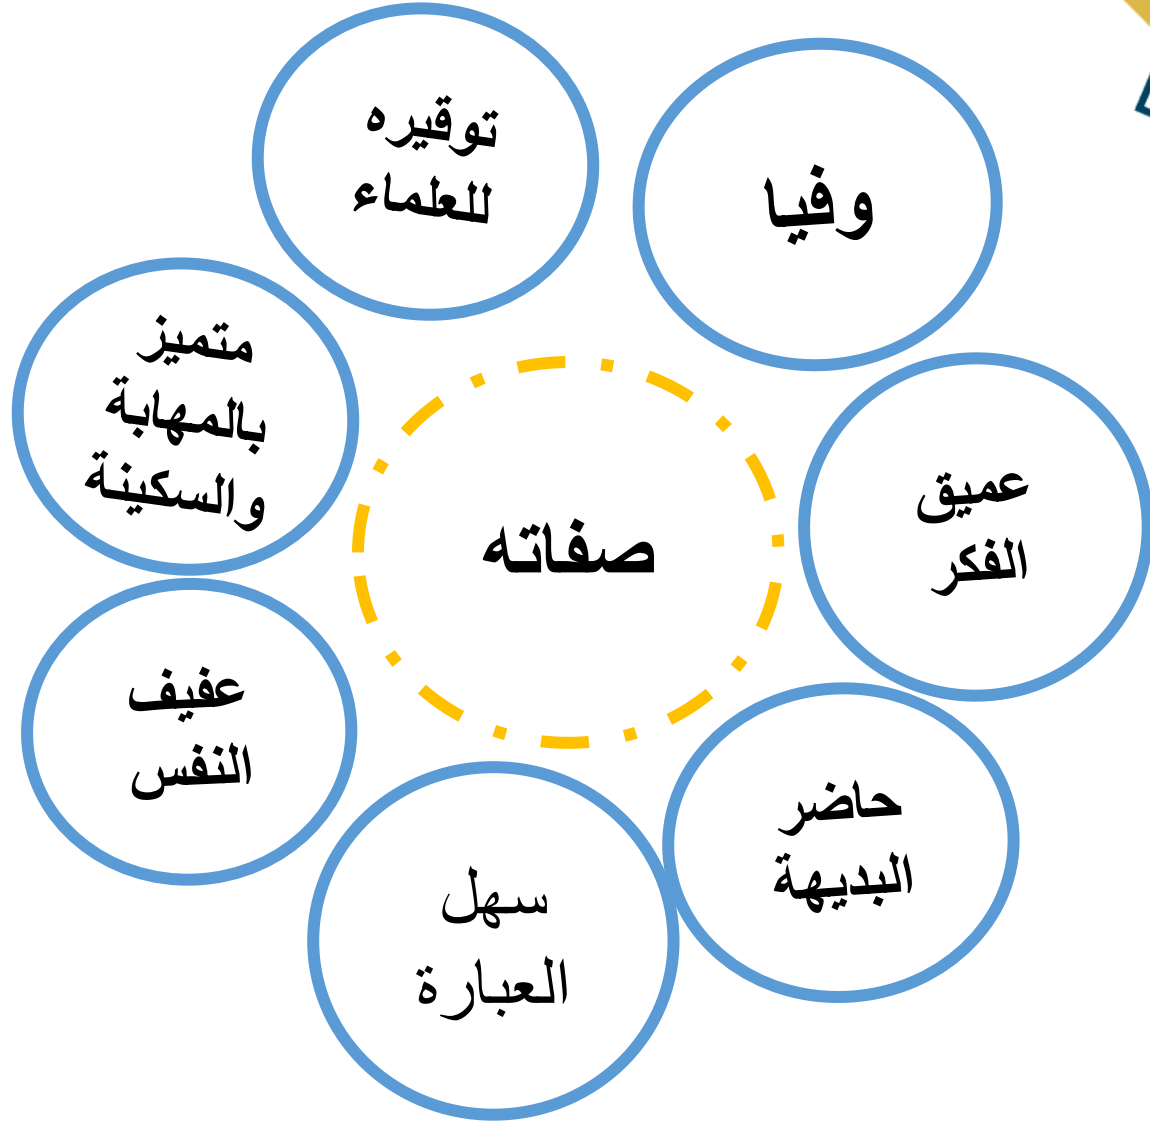 صفاته
وفيا
عميق
الفكر
حاضر
البديهة
سهل
العبارة
عفيف
النفس
متميز
بالمهابة
والسكينة
توقيره
للعلماء